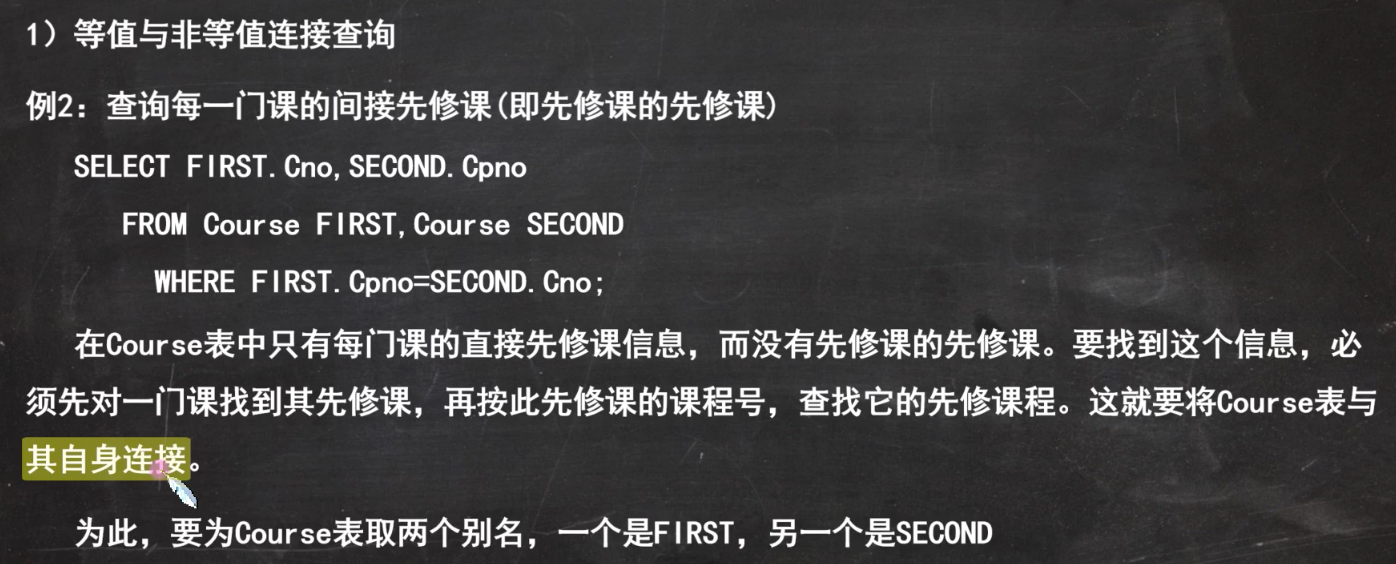 1）等值与非等值连接查询
例2：查询每一门课的间接先修课(即先修课的先修课)
SELECT FIRST.Cno,SECOND.Cpno
FROM Course FIRST,Course SECOND
WHERE FIRST.Cpno=SECOND.Cno;
在Course表中只有每门课的直接先修课信息，而没有先修课的先修课。要找到这个信息，必
须先对一门课找到其先修课，再按此先修课的课程号，查找它的先修课程。这就要将Course表与
其自身连接。
为此，要为Course表取两个别名，一个是FIRST，另一个是SECOND